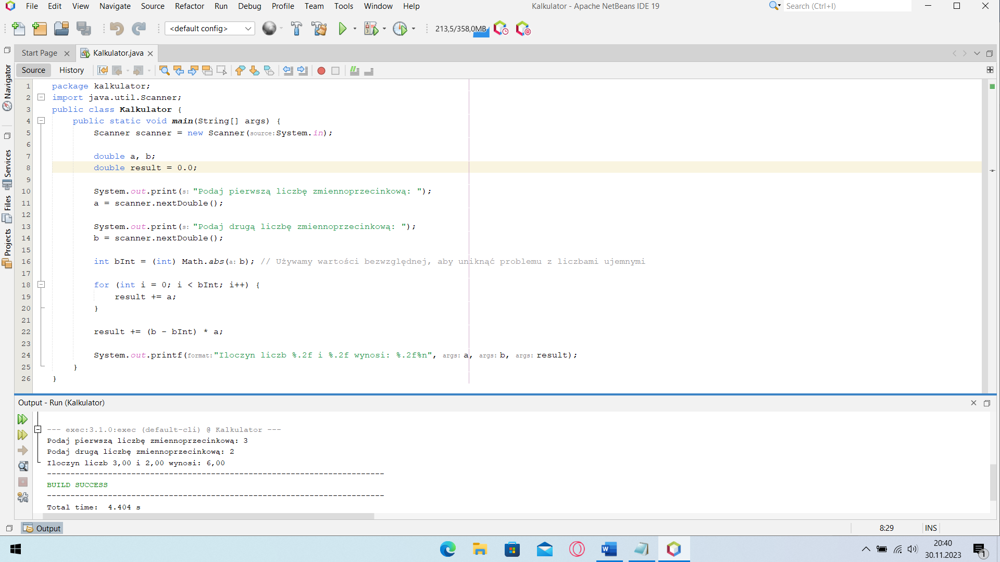 File Edit View Navigate Source Refactor Run Debug Profile Team Tools Window Help Kalkulator - Apache NetBeans IDE 19 Search (Ctrl+I)
<default config> 213,5/358,0MB
Start Page Kalkulator.java
Source History
Navigator
Services
Files
Projects
1 package kalkulator;
2 import java.util.Scanner;
3 public class Kalkulator {
4 public static void main(String[] args) {
5 Scanner scanner = new Scanner(source:System.in);
6
7 double a, b;
8 double result = 0.0;
9
10 System.out.print(s: "Podaj pierwszą liczbę zmiennoprzecinkową: ");
11 a = scanner.nextDouble();
12
13 System.out.print(s: "Podaj drugą liczbę zmiennoprzecinkową: ");
14 b = scanner.nextDouble();
15
16 int bInt = (int) Math.abs(a: b); // Używamy wartości bezwzględnej, aby uniknąć problemu z liczbami ujemnymi
17
18 for (int i = 0; i < bInt; i++) {
19 result += a;
20 }
21
22 result += (b - bInt) * a;
23
24 System.out.printf(format:"Iloczyn liczb %.2f i %.2f wynosi: %.2f%n", args: a, args: b, args: result);
25 }
26 }
Output - Run (Kalkulator)
--- exec:3.1.0:exec (default-cli) @ Kalkulator ---
Podaj pierwszą liczbę zmiennoprzecinkową: 3
Podaj drugą liczbę zmiennoprzecinkową: 2
Iloczyn liczb 3,00 i 2,00 wynosi: 6,00
------------------------------------------------------------------------
BUILD SUCCESS
------------------------------------------------------------------------
Total time:  4.404 s
Output 8:29 INS
20:40
30.11.2023
1